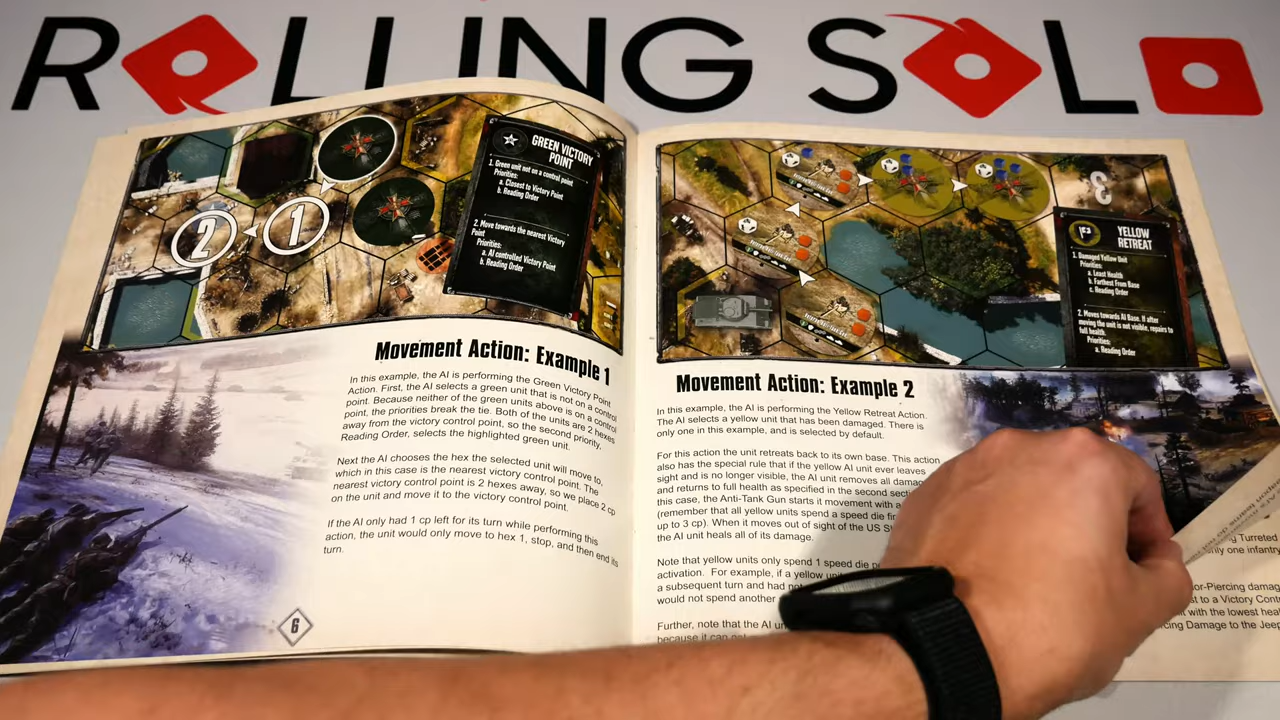 ROLLING SOLO
GREEN VICTORY
POINT
1. Green unit not on a control point
Priorities:
a. Closest to Victory Point
b. Reading Order
2. Move towards the nearest Victory
Point
Priorities:
a. AI controlled Victory Point
b. Reading Order
2
1
Movement Action: Example 1
In this example, the AI is performing the Green Victory Point
Action. First, the AI selects a green unit that is not on a control
point. Because neither of the green units above is on a control
point, the priorities break the tie. Both of the units are 2 hexes
away from the victory control point, so the second priority,
Reading Order, selects the highlighted green unit.
Next the AI chooses the hex the selected unit will move to,
which in this case is the nearest victory control point. The
nearest victory control point is 2 hexes away, so we place 2 cp
on the unit and move it to the victory control point.
If the AI only had 1 cp left for its turn while performing this
action, the unit would only move to hex 1, stop, and then end its
turn.
6
3
YELLOW
RETREAT
1. Damaged Yellow Unit
Priorities:
a. Least Health
b. Farthest From Base
c. Reading Order
2. Moves towards AI Base. If after
moving the unit is not visible, repairs to
full health.
Priorities:
a. Reading Order
Movement Action: Example 2
In this example, the AI is performing the Yellow Retreat Action.
The AI selects a yellow unit that has been damaged. There is
only one in this example, and is selected by default.
For this action the unit retreats back to its own base. This action
also has the special rule that if the yellow AI unit ever leaves
sight and is no longer visible, the AI unit removes all
and returns to full health as specified in the second
this case, the Anti-Tank Gun starts its movement with a
(remember that all yellow units spend a speed die
up to 3 cp). When it moves out of sight of the US
the AI unit heals all of its damage.
Note that yellow units only spend 1 speed die
activation. For example, if a yellow
a subsequent turn and had
would not spend another
Further, note that the AI
because it can
Turreted
only one infantry
damage
to a Victory
with the lowest
Damage to the Jeep